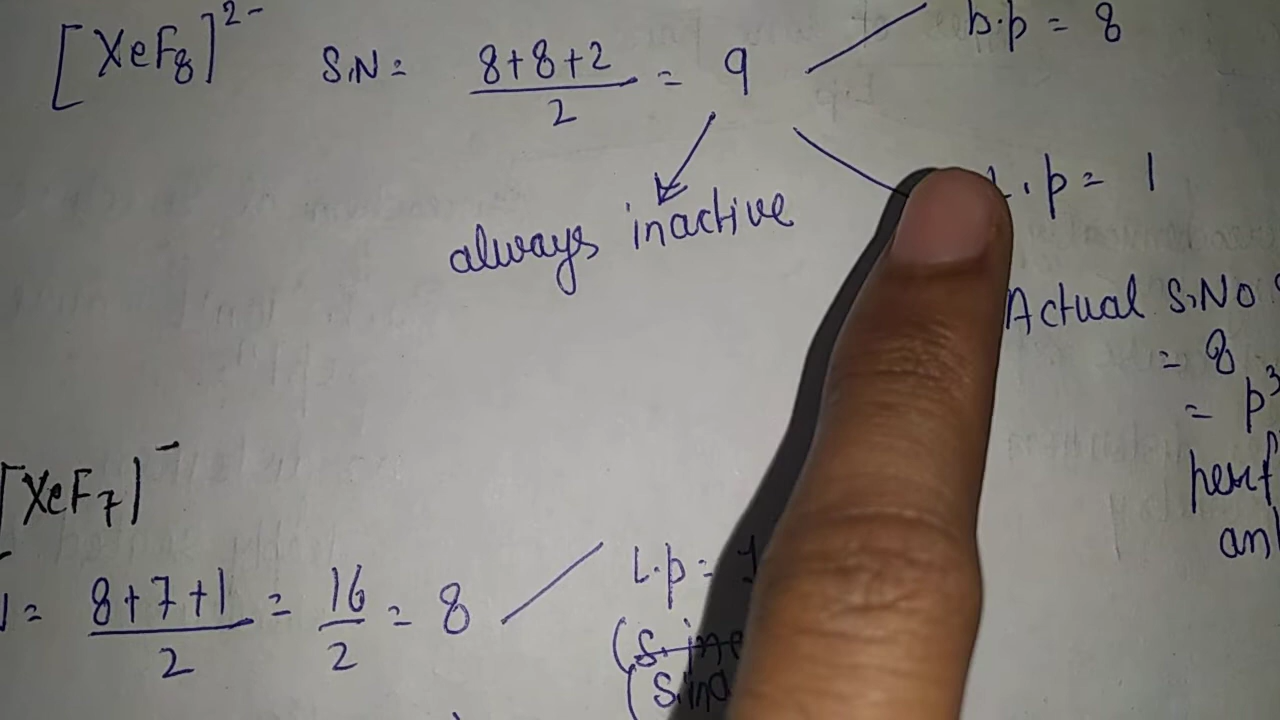 [XeF8]2- S.N = 8+8+2 / 2 = 9
b.p = 8
L.p = 1
always inactive
Actual S.No
= 8
= p3
[XeF7]-
= 8+7+1 / 2 = 16 / 2 = 8
L.p =